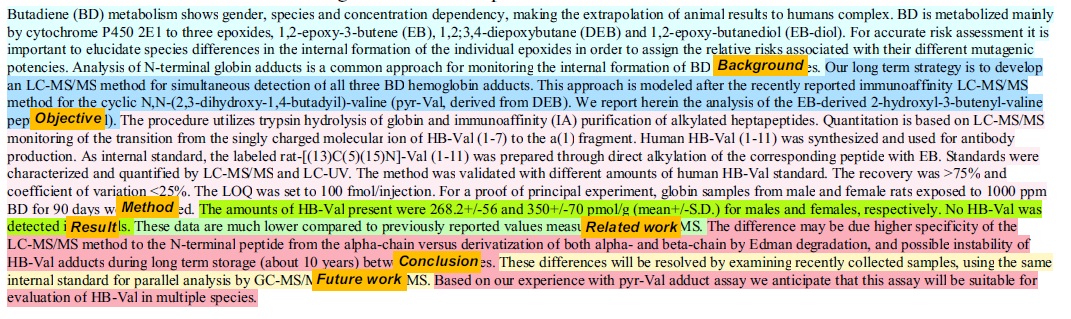 Butadiene (BD) metabolism shows gender, species and concentration dependency, making the extrapolation of animal results to humans complex. BD is metabolized mainly
by cytochrome P450 2E1 to three epoxides, 1,2-epoxy-3-butene (EB), 1,2;3,4-diepoxybutane (DEB) and 1,2-epoxy-butanediol (EB-diol). For accurate risk assessment it is
important to elucidate species differences in the internal formation of the individual epoxides in order to assign the relative risks associated with their different mutagenic
potencies. Analysis of N-terminal globin adducts is a common approach for monitoring the internal formation of BD Background es. Our long term strategy is to develop
an LC-MS/MS method for simultaneous detection of all three BD hemoglobin adducts. This approach is modeled after the recently reported immunoaffinity LC-MS/MS
method for the cyclic N,N-(2,3-dihydroxy-1,4-butadyil)-valine (pyr-Val, derived from DEB). We report herein the analysis of the EB-derived 2-hydroxyl-3-butenyl-valine
pep Objective l). The procedure utilizes trypsin hydrolysis of globin and immunoaffinity (IA) purification of alkylated heptapeptides. Quantitation is based on LC-MS/MS
monitoring of the transition from the singly charged molecular ion of HB-Val (1-7) to the a(1) fragment. Human HB-Val (1-11) was synthesized and used for antibody
production. As internal standard, the labeled rat-[(13)C(5)(15)N]-Val (1-11) was prepared through direct alkylation of the corresponding peptide with EB. Standards were
characterized and quantified by LC-MS/MS and LC-UV. The method was validated with different amounts of human HB-Val standard. The recovery was >75% and
coefficient of variation <25%. The LOQ was set to 100 fmol/injection. For a proof of principal experiment, globin samples from male and female rats exposed to 1000 ppm
BD for 90 days w Method ed. The amounts of HB-Val present were 268.2+/-56 and 350+/-70 pmol/g (mean+/-S.D.) for males and females, respectively. No HB-Val was
detected i Result ls. These data are much lower compared to previously reported values meas Related work MS. The difference may be due higher specificity of the
LC-MS/MS method to the N-terminal peptide from the alpha-chain versus derivatization of both alpha- and beta-chain by Edman degradation, and possible instability of
HB-Val adducts during long term storage (about 10 years) betw Conclusion es. These differences will be resolved by examining recently collected samples, using the same
internal standard for parallel analysis by GC-MS/M Future work MS. Based on our experience with pyr-Val adduct assay we anticipate that this assay will be suitable for
evaluation of HB-Val in multiple species.